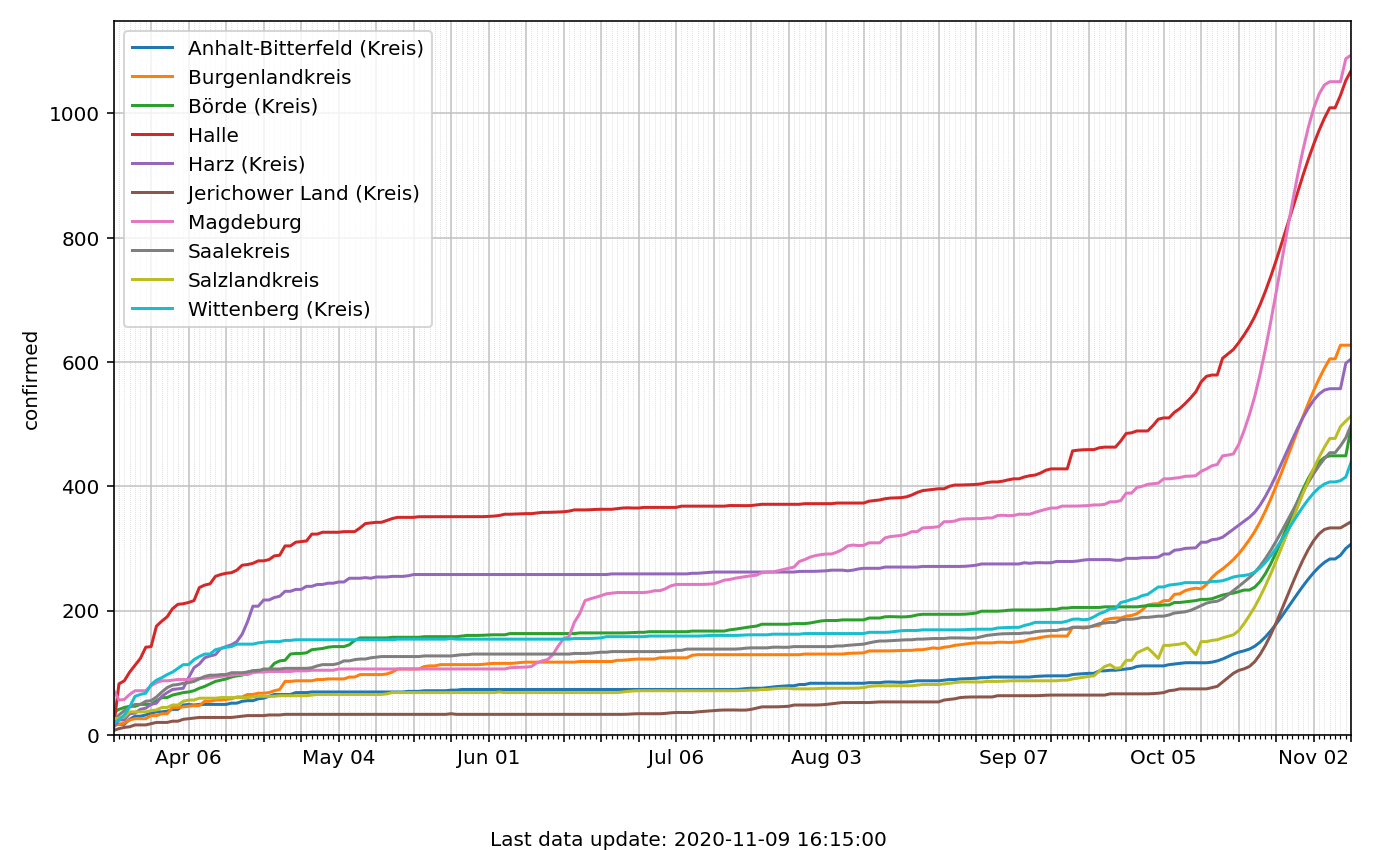 Anhalt-Bitterfeld (Kreis)
Burgenlandkreis
Börde (Kreis)
Halle
Harz (Kreis)
Jerichower Land (Kreis)
Magdeburg
Saalekreis
Salzlandkreis
Wittenberg (Kreis)
1000
800
600
400
200
0
confirmed
Apr 06 May 04 Jun 01 Jul 06 Aug 03 Sep 07 Oct 05 Nov 02
Last data update: 2020-11-09 16:15:00